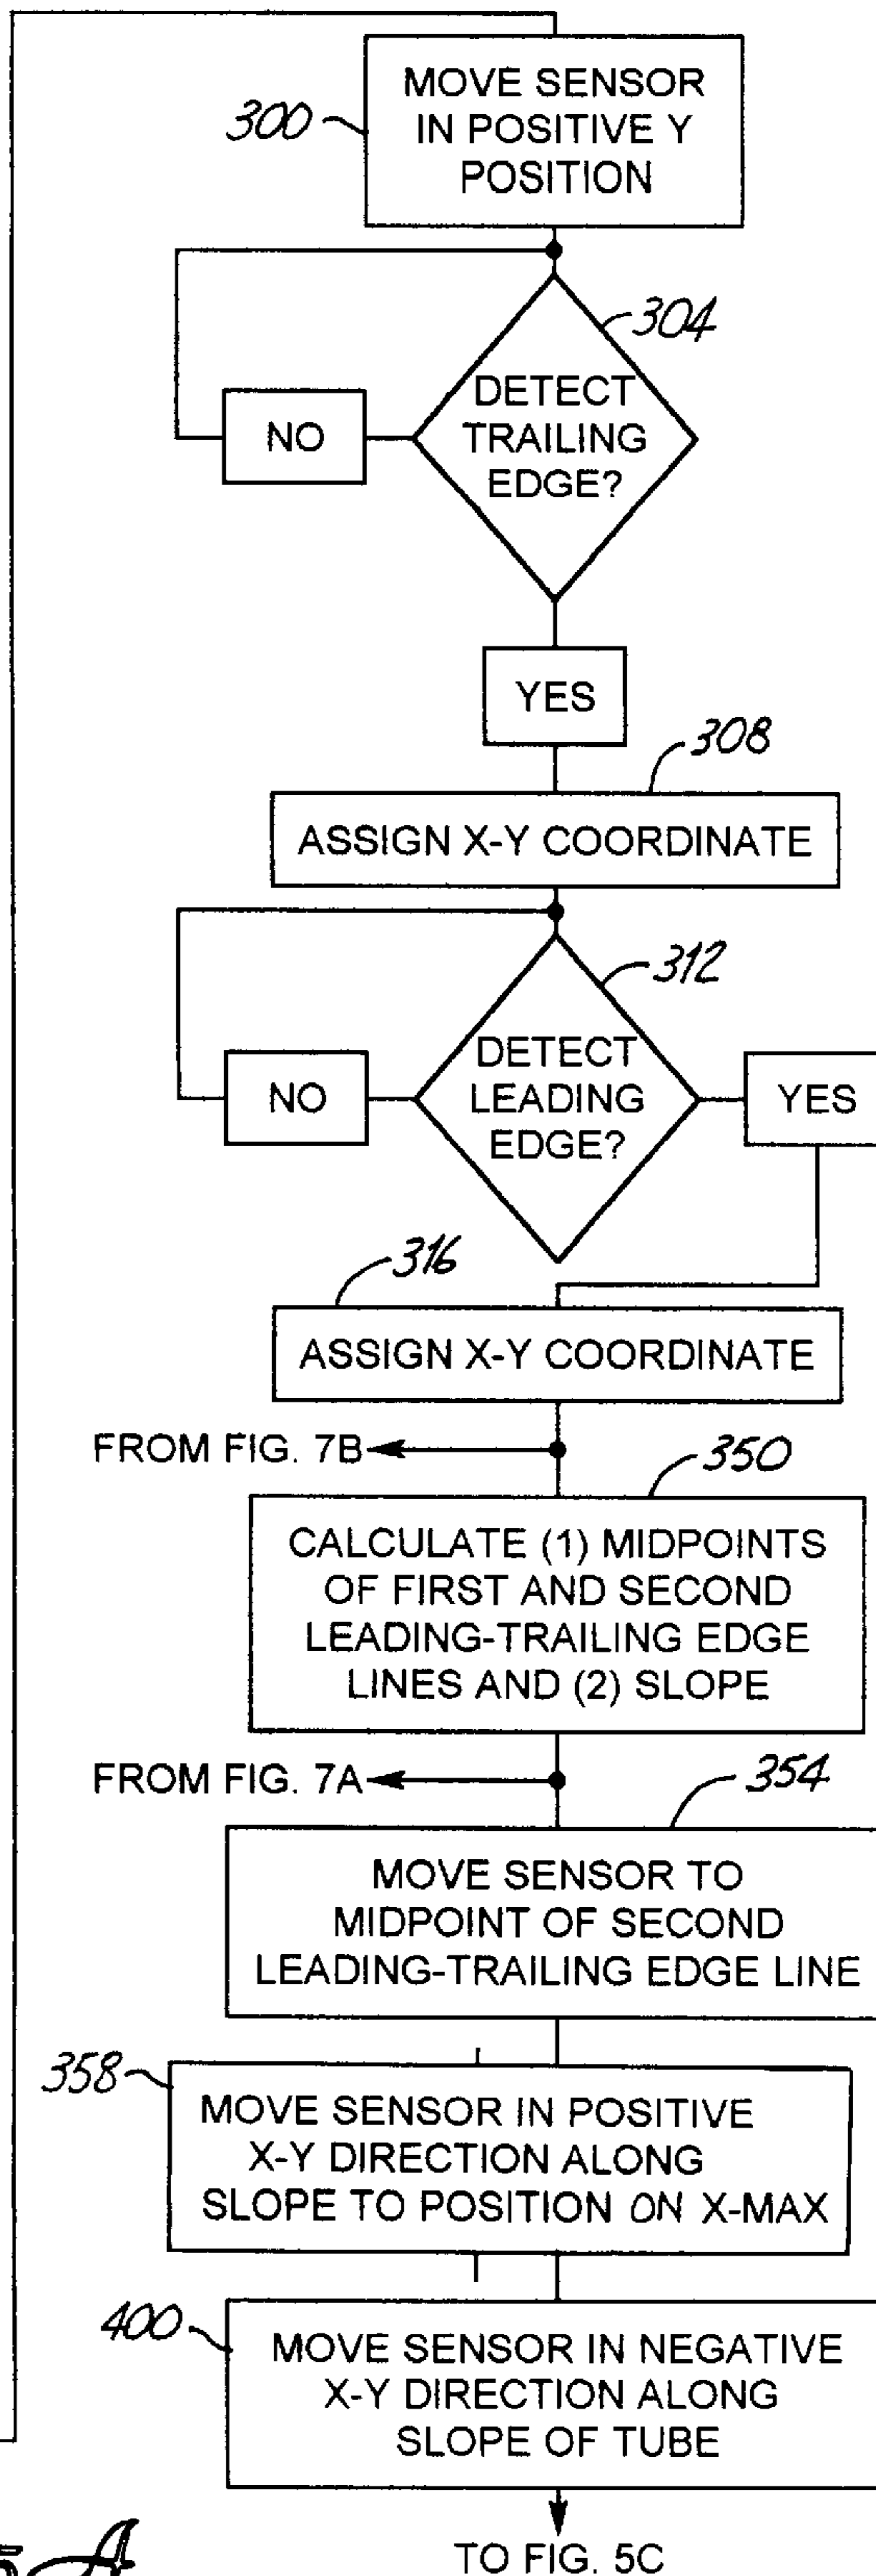 300
MOVE SENSOR
IN POSITIVE Y
POSITION
304
DETECT
TRAILING
EDGE?
NO
YES
308
ASSIGN X-Y COORDINATE
312
DETECT
LEADING
EDGE?
NO
YES
316
ASSIGN X-Y COORDINATE
FROM FIG. 7B
350
CALCULATE (1) MIDPOINTS
OF FIRST AND SECOND
LEADING-TRAILING EDGE
LINES AND (2) SLOPE
FROM FIG. 7A
354
MOVE SENSOR TO
MIDPOINT OF SECOND
LEADING-TRAILING EDGE LINE
358
MOVE SENSOR IN POSITIVE
X-Y DIRECTION ALONG
SLOPE TO POSITION ON X-MAX
400
MOVE SENSOR IN NEGATIVE
X-Y DIRECTION ALONG
SLOPE OF TUBE
TO FIG. 5C